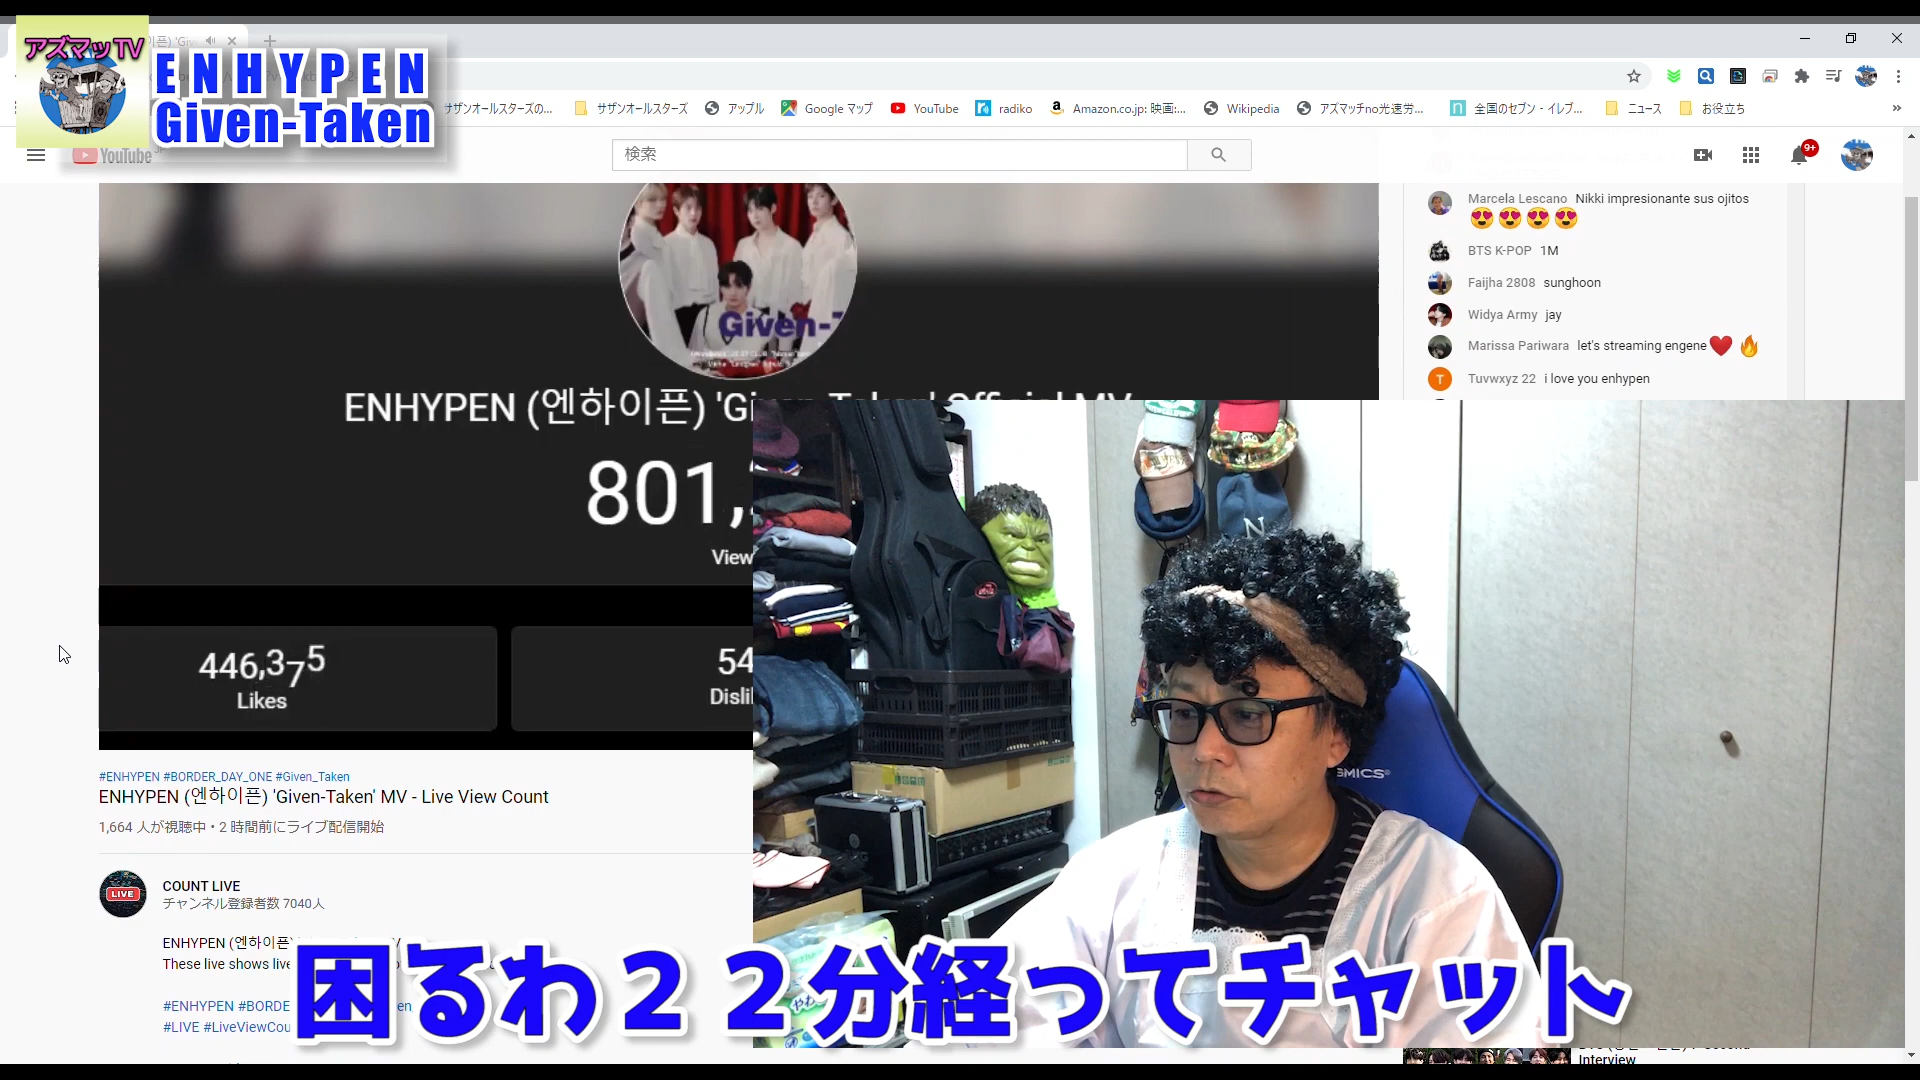 アズマッTV
ENHYPEN
Given-Taken
サザンオールスターズの...
サザンオールスターズ
アップル
Google マップ
YouTube
radiko
Amazon.co.jp: 映画:...
Wikipedia
アズマッチno光速労...
全国のセブン‐イレブ...
ニュース
お役立ち
YouTube
検索
9+
Given-T
ENHYPEN (엔하이픈) 'Given-Taken' Official MV
801,
View
446,375
Likes
54
Disli
Marcela Lescano Nikki impresionante sus ojitos 😍😍😍😍
BTS K-POP 1M
Faijha 2808 sunghoon
Widya Army jay
Marissa Pariwara let's streaming engene❤️🔥
T Tuvwxyz 22 i love you enhypen
N
GMICS
#ENHYPEN #BORDER_DAY_ONE #Given_Taken
ENHYPEN (엔하이픈) 'Given-Taken' MV - Live View Count
1,664 人が視聴中・2 時間前にライブ配信開始
LIVE
COUNT LIVE
チャンネル登録者数 7040人
ENHYPEN (엔하이픈)
These live shows live
#ENHYPEN #BORDE
#LIVE #LiveViewCou
困るわ２２分経ってチャット
Interview